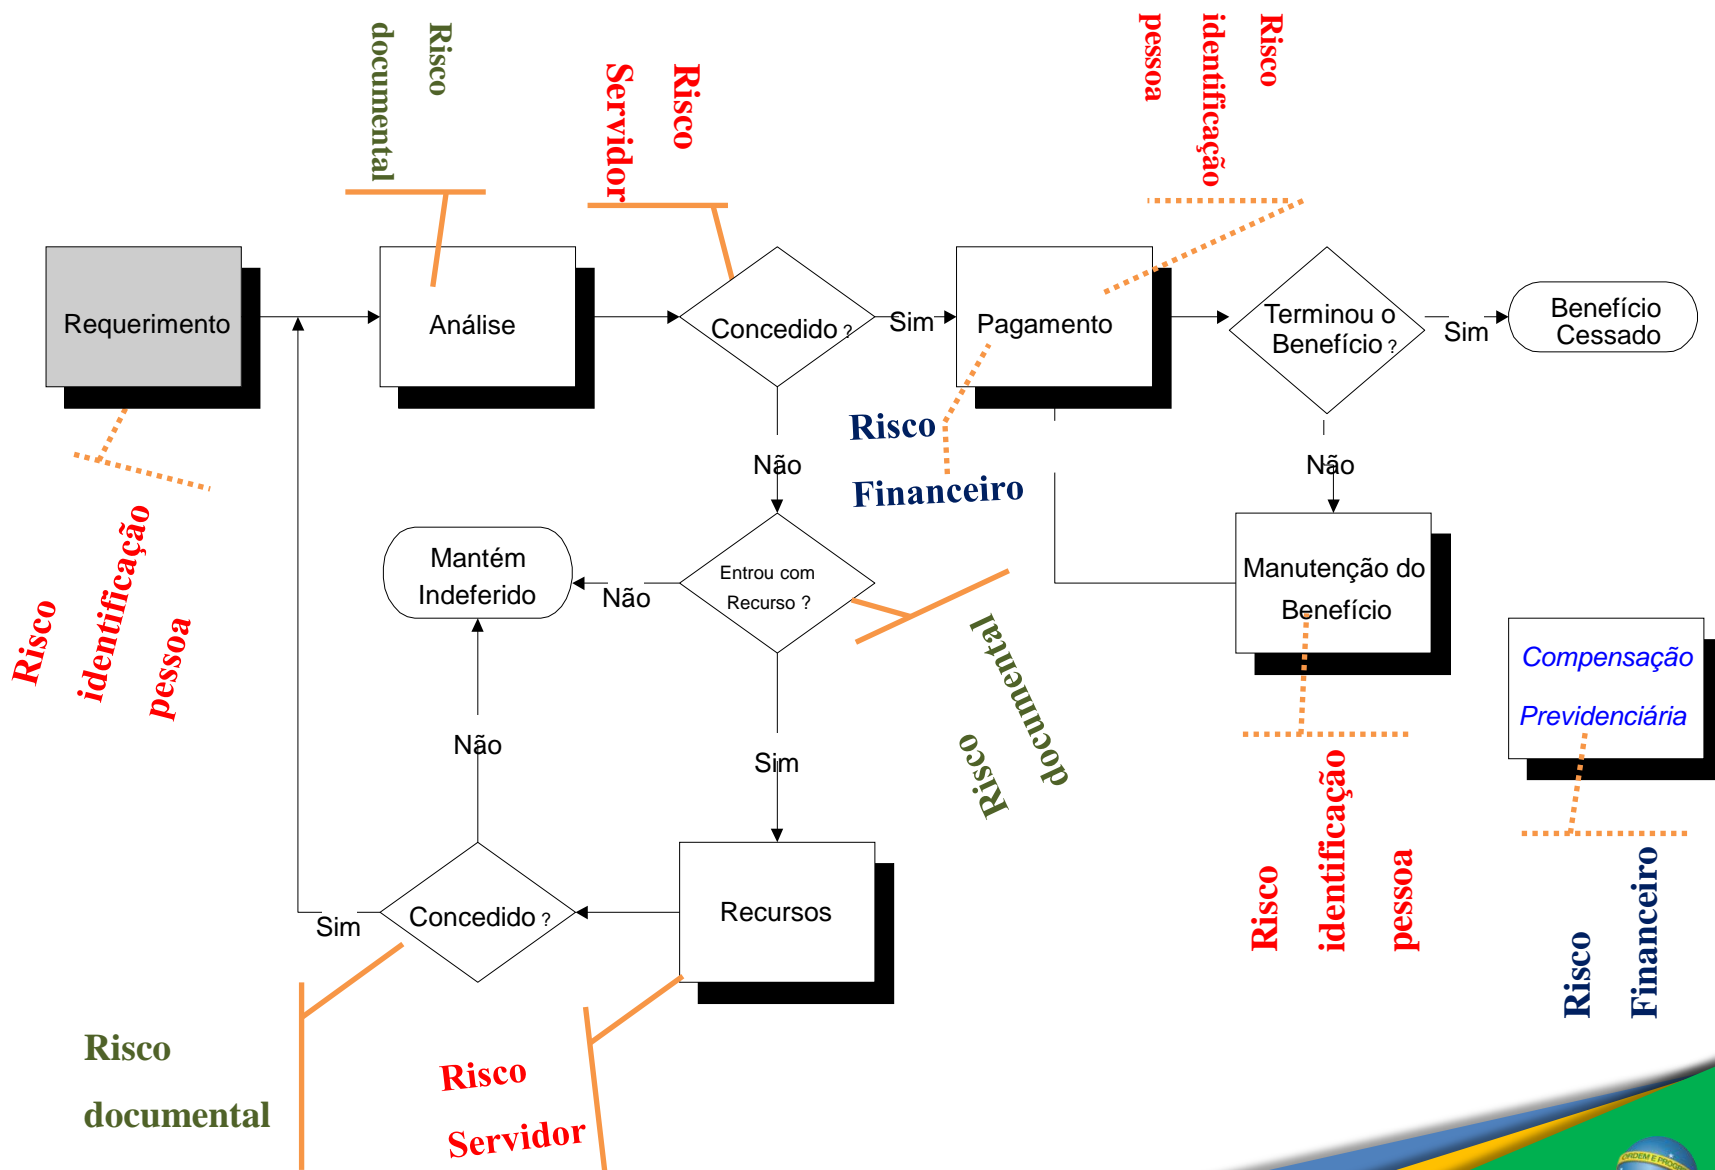 Risco
documental
Risco
Servidor
Risco
identificação
pessoa
Requerimento
Análise
Concedido ?
Sim
Pagamento
Terminou o
Benefício ?
Sim
Benefício
Cessado
Risco
Financeiro
Não
Não
Risco
identificação
pessoa
Mantém
Indeferido
Não
Entrou com
Recurso ?
Manutenção do
Benefício
Risco
documental
Compensação
Previdenciária
Não
Sim
Risco
identificação
pessoa
Risco
Financeiro
Sim
Concedido ?
Recursos
Risco
documental
Risco
Servidor